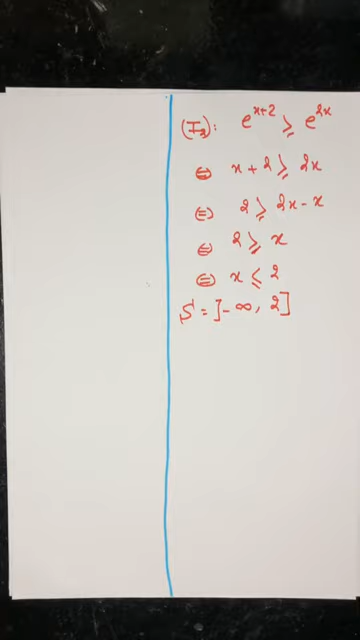 (I₂): e^{x+2} ⩾ e^{2x}
⇔ x + 2 ⩾ 2x
⇔ 2 ⩾ 2x - x
⇔ 2 ⩾ x
⇔ x ⩽ 2
S = ]-∞, 2]